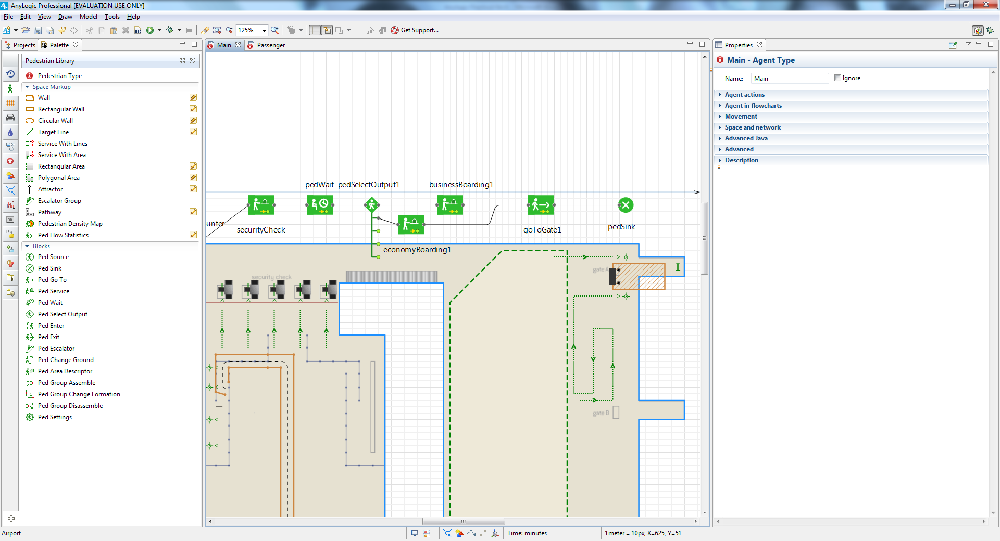 AnyLogic Professional [EVALUATION USE ONLY]
File Edit View Draw Model Tools Help
125%
Get Support...
Projects
Palette
Pedestrian Library
Pedestrian Type
Space Markup
Wall
Rectangular Wall
Circular Wall
Target Line
Service With Lines
Service With Area
Rectangular Area
Polygonal Area
Attractor
Escalator Group
Pathway
Pedestrian Density Map
Ped Flow Statistics
Blocks
Ped Source
Ped Sink
Ped Go To
Ped Service
Ped Wait
Ped Select Output
Ped Enter
Ped Exit
Ped Escalator
Ped Change Ground
Ped Area Descriptor
Ped Group Assemble
Ped Group Change Formation
Ped Group Disassemble
Ped Settings
Main
Passenger
pedWait pedSelectOutput1 businessBoarding1
unter
securityCheck
goToGate1
pedSink
economyBoarding1
security check
gate A
gate B
Properties
Main - Agent Type
Name: Main Ignore
Agent actions
Agent in flowcharts
Movement
Space and network
Advanced Java
Advanced
Description
Airport
Time: minutes
1meter = 10px, X=625, Y=51